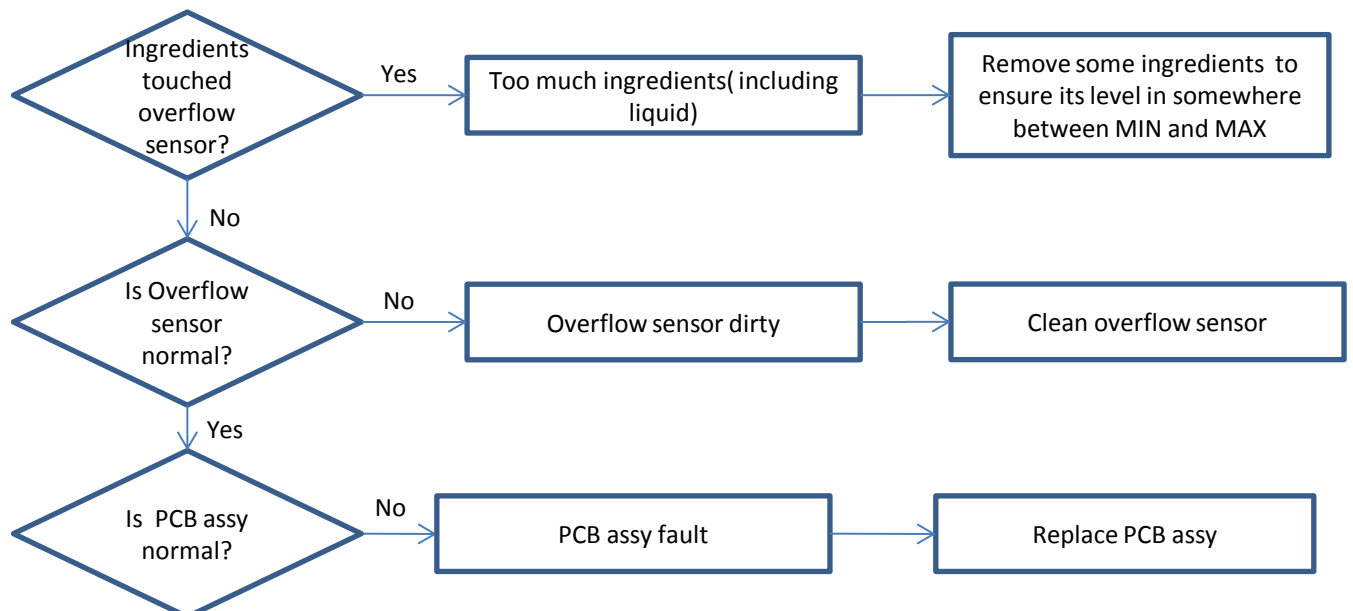 Ingredients
touched
overflow
sensor?
Yes
Too much ingredients( including
liquid)
Remove some ingredients to
ensure its level in somewhere
between MIN and MAX
No
Is Overflow
sensor
normal?
No
Overflow sensor dirty
Clean overflow sensor
Yes
Is PCB assy
normal?
No
PCB assy fault
Replace PCB assy